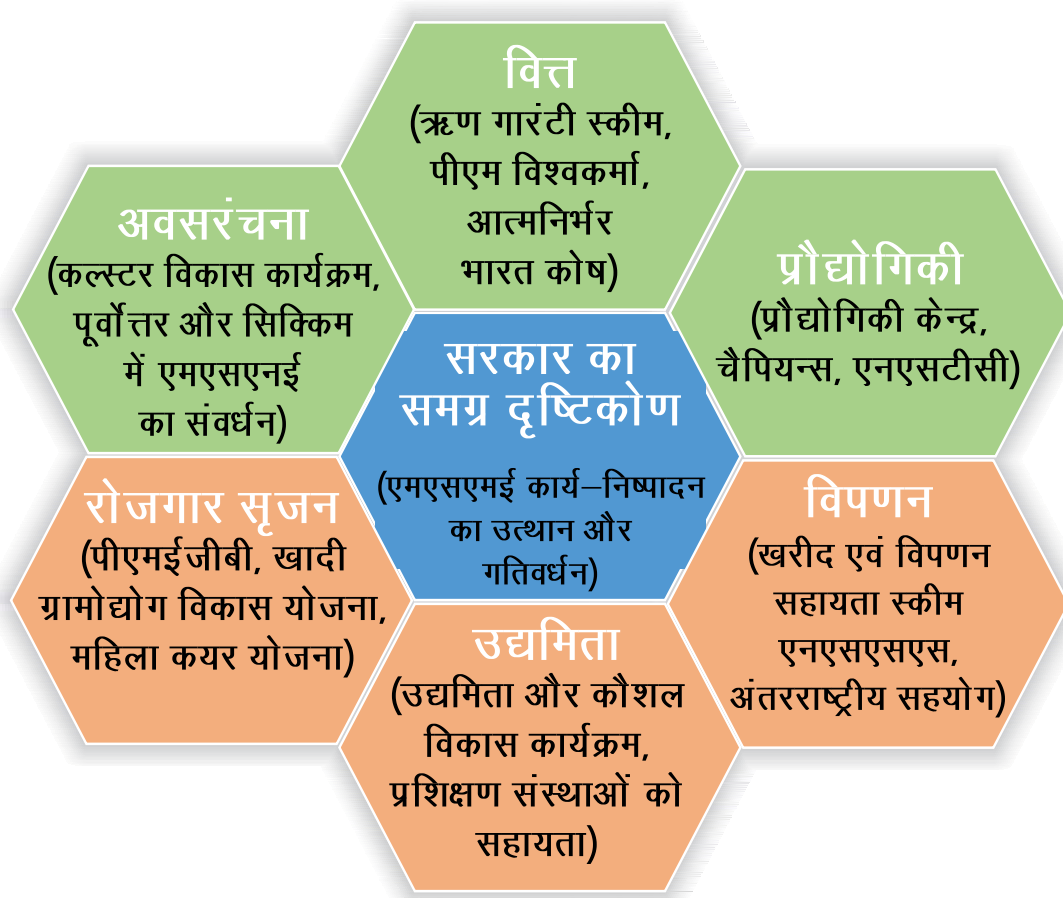 वित्त
(ऋण गारंटी स्कीम,
पीएम विश्वकर्मा,
आत्मनिर्भर
भारत कोष)
अवसरंचना
(कल्स्टर विकास कार्यक्रम,
पूर्वोत्तर और सिक्किम
में एमएसएनई
का संवर्धन)
प्रौद्योगिकी
(प्रौद्योगिकी केन्द्र,
चैपियन्स, एनएसटीसी)
सरकार का
समग्र दृष्टिकोण
(एमएसएमई कार्य–निष्पादन
का उत्थान और
गतिवर्धन)
रोजगार सृजन
(पीएमईजीबी, खादी
ग्रामोद्योग विकास योजना,
महिला कयर योजना)
विपणन
(खरीद एवं विपणन
सहायता स्कीम
एनएसएसएस,
अंतरराष्ट्रीय सहयोग)
उद्यमिता
(उद्यमिता और कौशल
विकास कार्यक्रम,
प्रशिक्षण संस्थाओं को
सहायता)